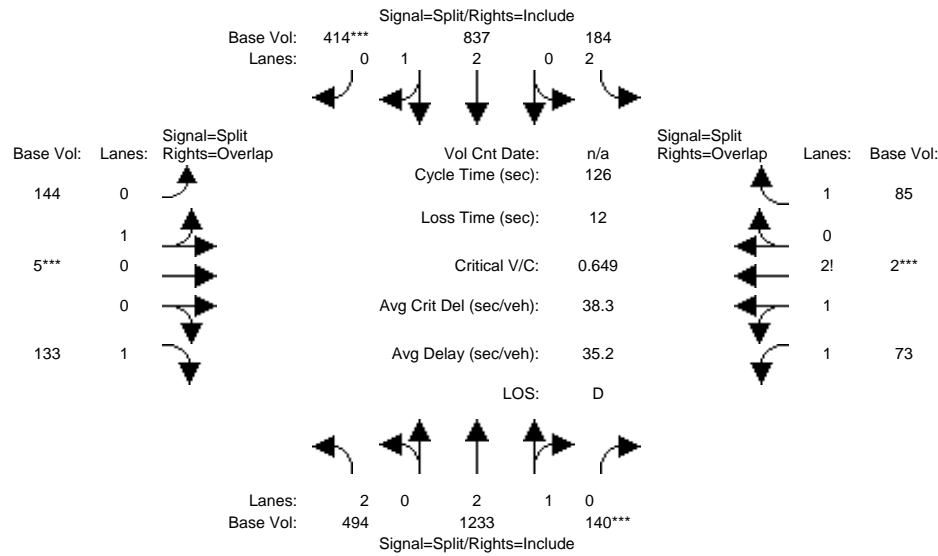 Signal=Split/Rights=Include
Base Vol: 414*** 837 184
Lanes: 0 1 2 0 2
Signal=Split
Base Vol: Lanes: Rights=Overlap
Vol Cnt Date: n/a
Signal=Split
Rights=Overlap Lanes: Base Vol:
Cycle Time (sec): 126
144 0
1 85
Loss Time (sec): 12
1
0
5*** 0
Critical V/C: 0.649
2! 2***
0
Avg Crit Del (sec/veh): 38.3
1
133 1
Avg Delay (sec/veh): 35.2
1 73
LOS: D
Lanes: 2 0 2 1 0
Base Vol: 494 1233 140***
Signal=Split/Rights=Include